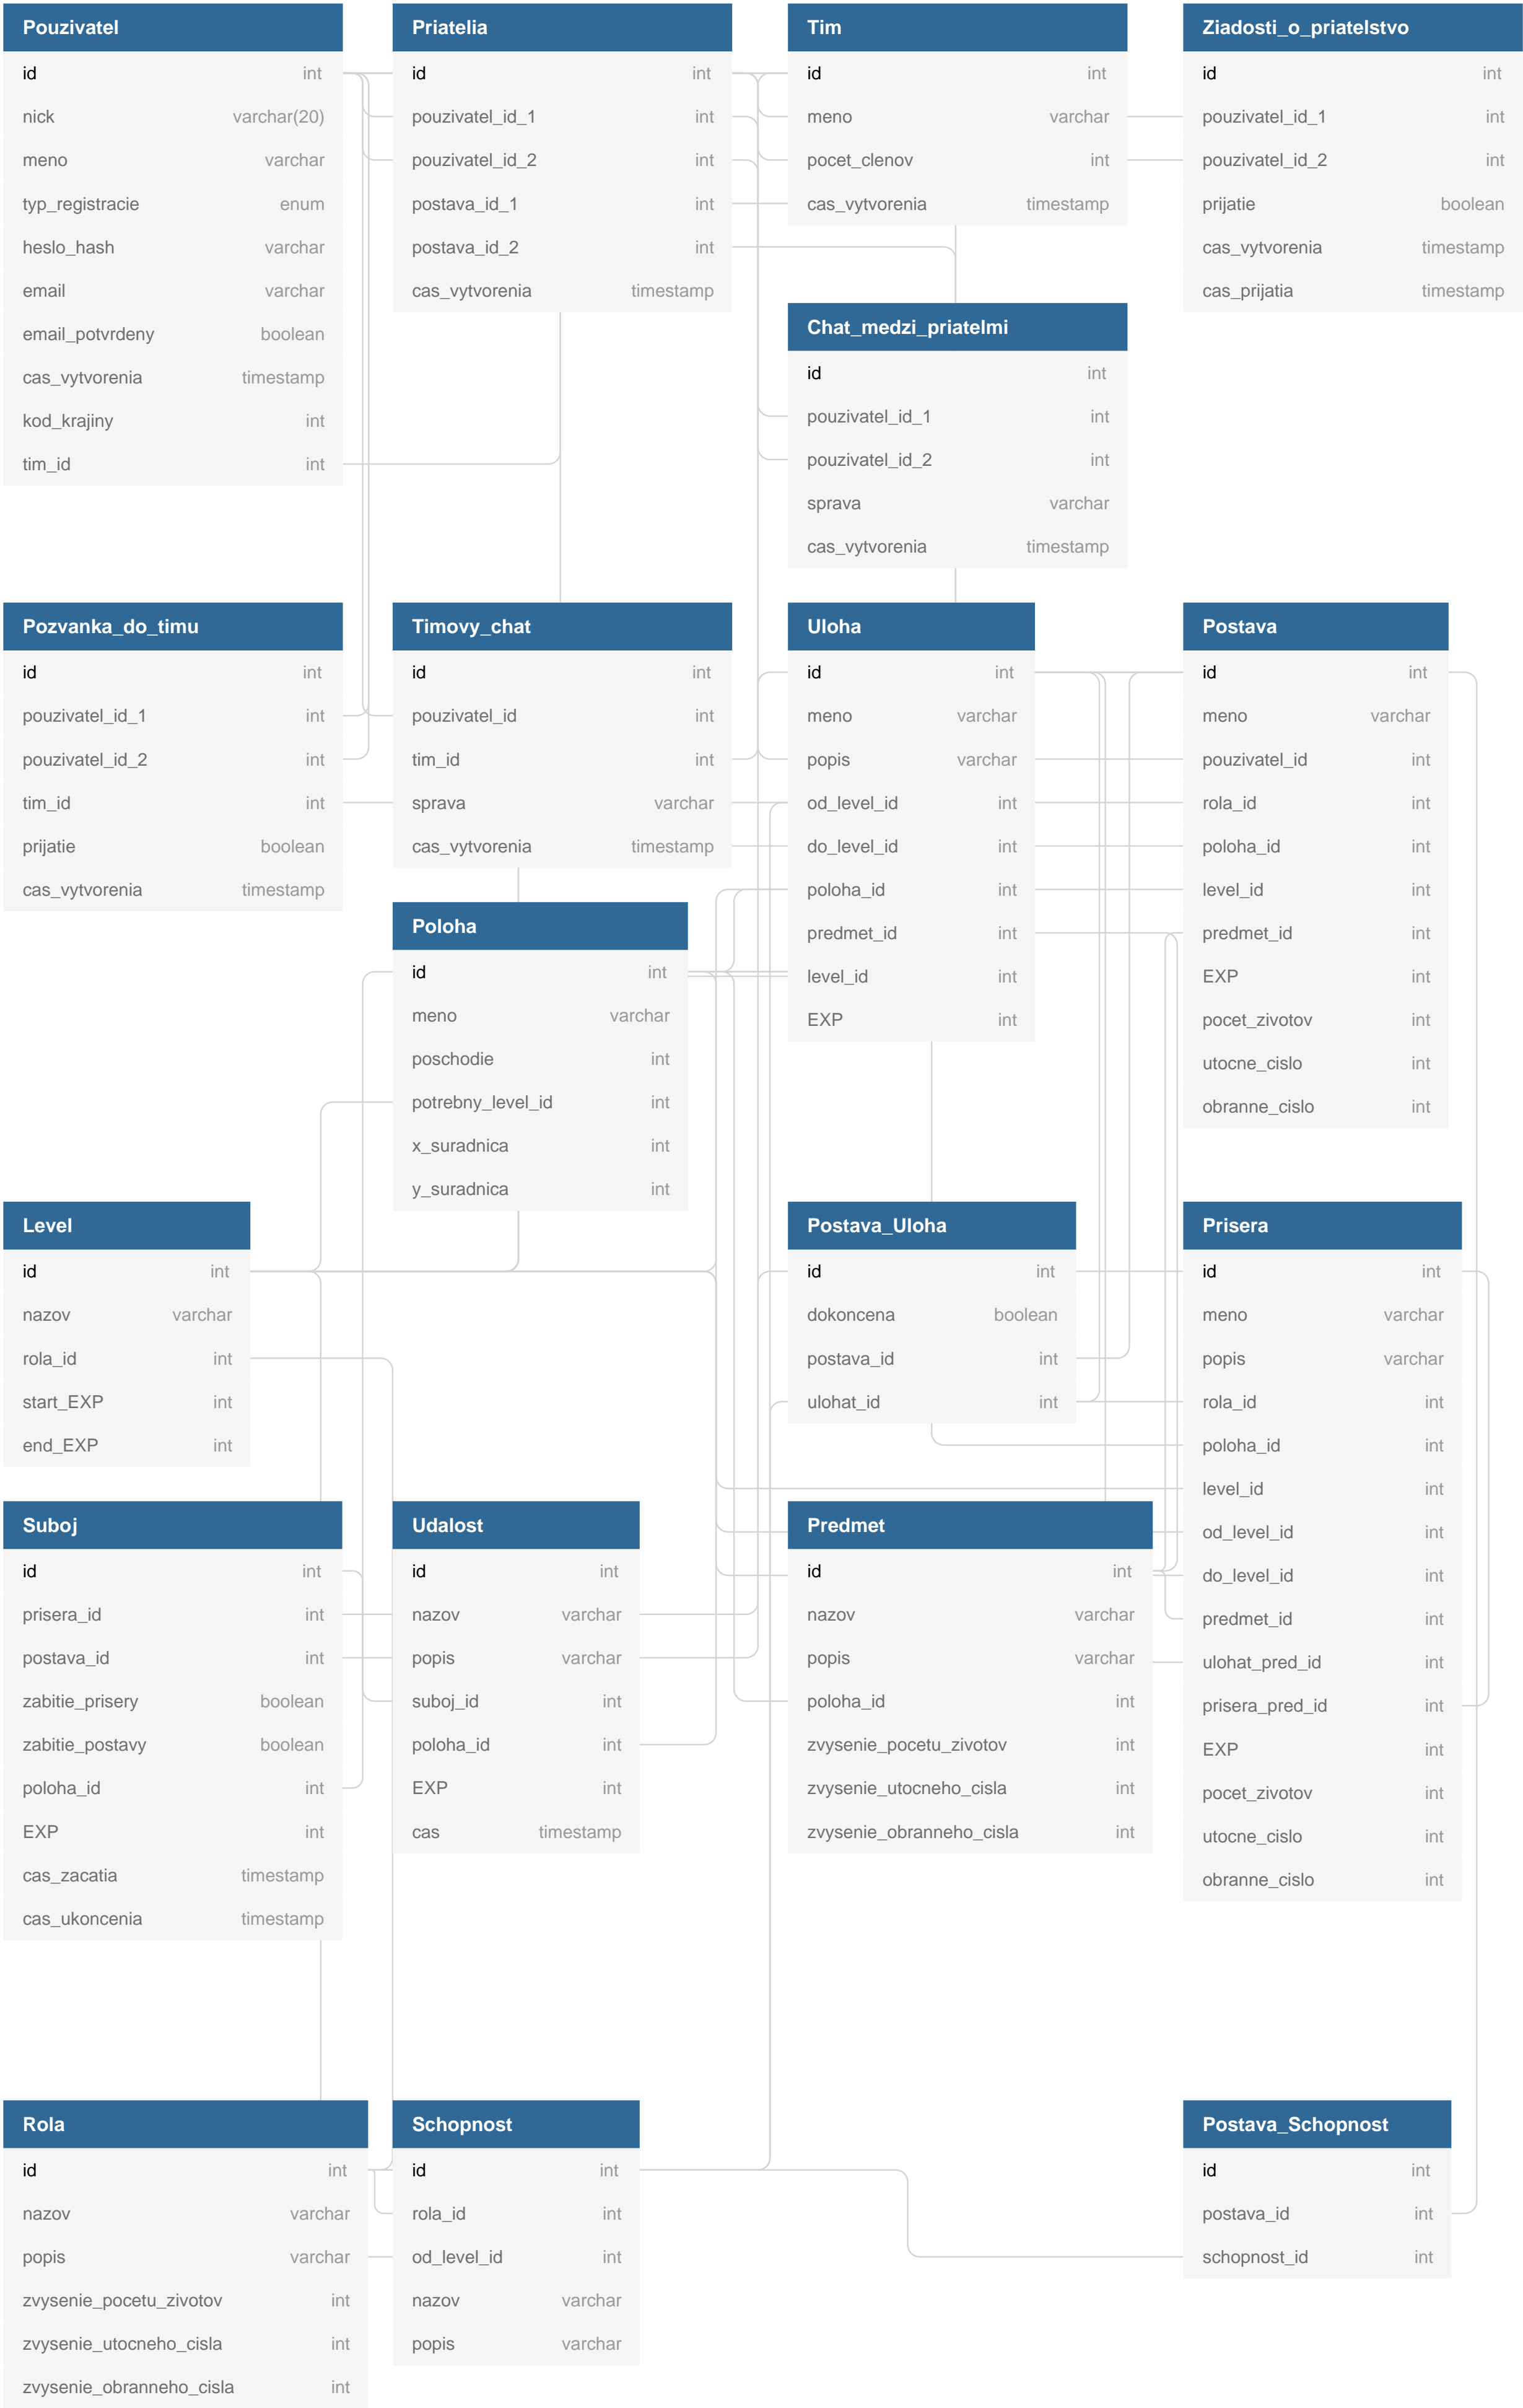 Pouzivatel
id int
nick varchar(20)
meno varchar
typ_registracie enum
heslo_hash varchar
email varchar
email_potvrdeny boolean
cas_vytvorenia timestamp
kod_krajiny int
tim_id int
Priatelia
id int
pouzivatel_id_1 int
pouzivatel_id_2 int
postava_id_1 int
postava_id_2 int
cas_vytvorenia timestamp
Tim
id int
meno varchar
pocet_clenov int
cas_vytvorenia timestamp
Ziadosti_o_priatelstvo
id int
pouzivatel_id_1 int
pouzivatel_id_2 int
prijatie boolean
cas_vytvorenia timestamp
cas_prijatia timestamp
Chat_medzi_priatelmi
id int
pouzivatel_id_1 int
pouzivatel_id_2 int
sprava varchar
cas_vytvorenia timestamp
Pozvanka_do_timu
id int
pouzivatel_id_1 int
pouzivatel_id_2 int
tim_id int
prijatie boolean
cas_vytvorenia timestamp
Timovy_chat
id int
pouzivatel_id int
tim_id int
sprava varchar
cas_vytvorenia timestamp
Uloha
id int
meno varchar
popis varchar
od_level_id int
do_level_id int
poloha_id int
predmet_id int
level_id int
EXP int
Postava
id int
meno varchar
pouzivatel_id int
rola_id int
poloha_id int
level_id int
predmet_id int
EXP int
pocet_zivotov int
utocne_cislo int
obranne_cislo int
Poloha
id int
meno varchar
poschodie int
potrebny_level_id int
x_suradnica int
y_suradnica int
Level
id int
nazov varchar
rola_id int
start_EXP int
end_EXP int
Postava_Uloha
id int
dokoncena boolean
postava_id int
ulohat_id int
Prisera
id int
meno varchar
popis varchar
rola_id int
poloha_id int
level_id int
od_level_id int
do_level_id int
predmet_id int
ulohat_pred_id int
prisera_pred_id int
EXP int
pocet_zivotov int
utocne_cislo int
obranne_cislo int
Suboj
id int
prisera_id int
postava_id int
zabitie_prisery boolean
zabitie_postavy boolean
poloha_id int
EXP int
cas_zacatia timestamp
cas_ukoncenia timestamp
Udalost
id int
nazov varchar
popis varchar
suboj_id int
poloha_id int
EXP int
cas timestamp
Predmet
id int
nazov varchar
popis varchar
poloha_id int
zvysenie_pocetu_zivotov int
zvysenie_utocneho_cisla int
zvysenie_obranneho_cisla int
Rola
id int
nazov varchar
popis varchar
zvysenie_pocetu_zivotov int
zvysenie_utocneho_cisla int
zvysenie_obranneho_cisla int
Schopnost
id int
rola_id int
od_level_id int
nazov varchar
popis varchar
Postava_Schopnost
id int
postava_id int
schopnost_id int